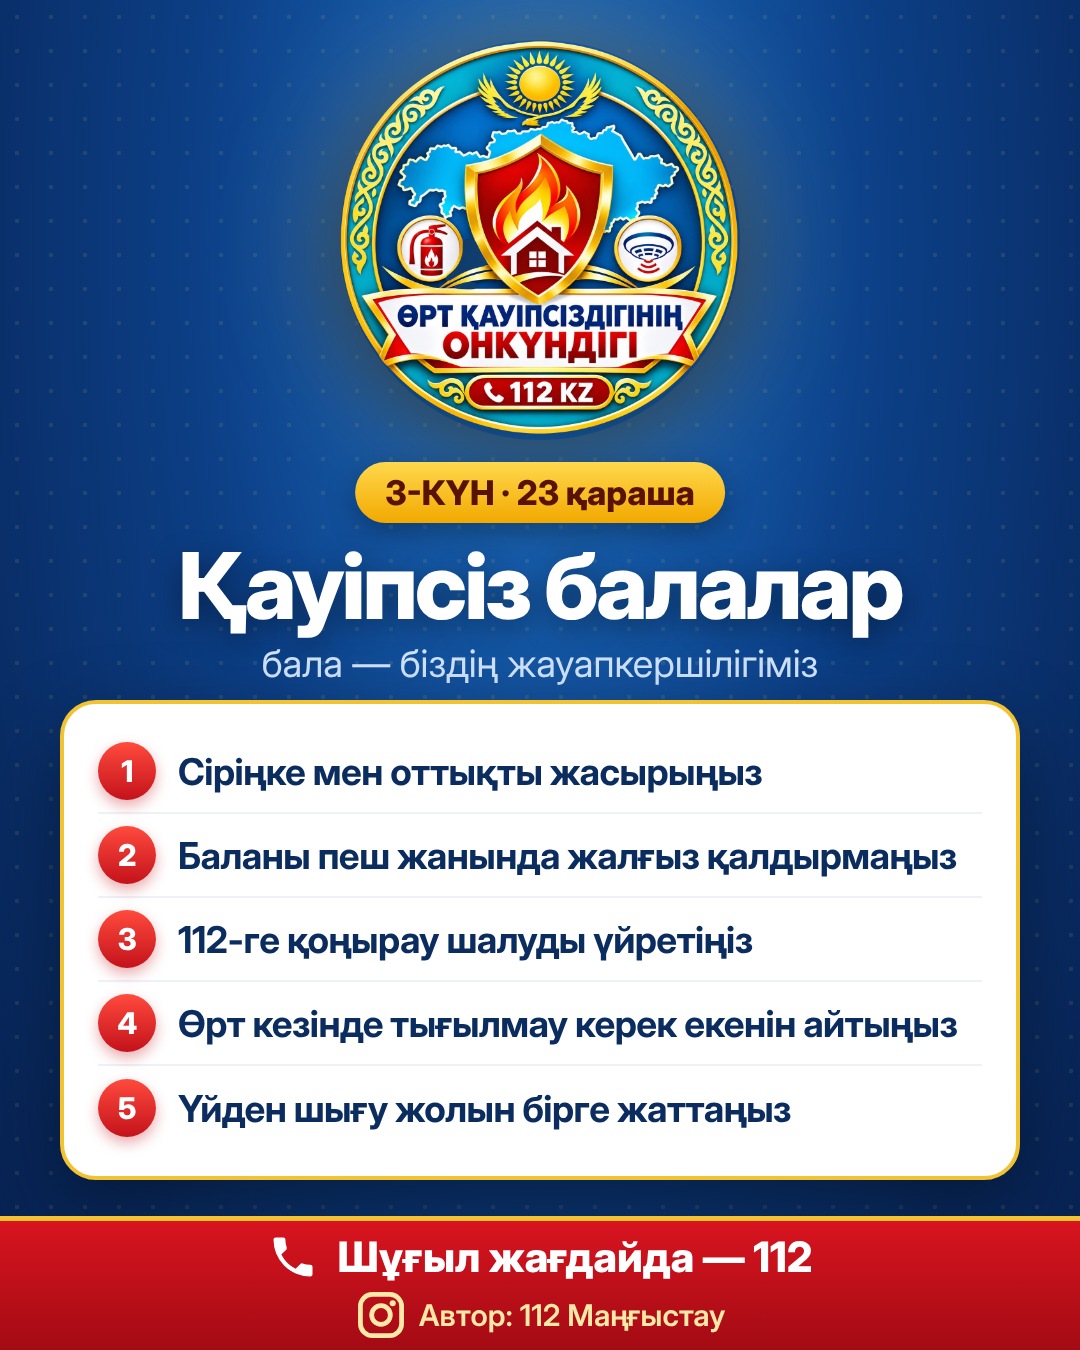 ӨРТ ҚАУІПСІЗДІГІНІҢ
ОНКҮНДІГІ
112 KZ
3-КҮН · 23 қараша
Қауіпсіз балалар
бала — біздің жауапкершілігіміз
1 Сіріңке мен оттықты жасырыңыз
2 Баланы пеш жанында жалғыз қалдырмаңыз
3 112-ге қоңырау шалуды үйретіңіз
4 Өрт кезінде тығылмау керек екенін айтыңыз
5 Үйден шығу жолын бірге жаттаңыз
Шұғыл жағдайда — 112
Автор: 112 Маңғыстау